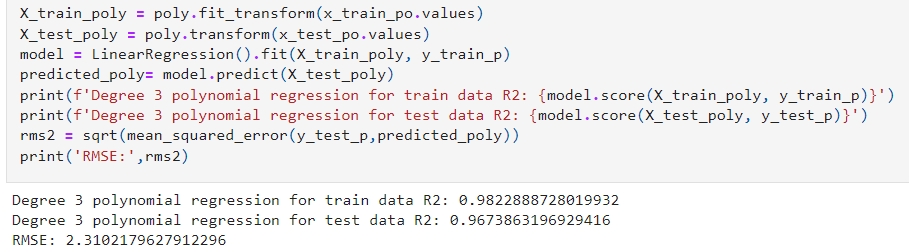 X_train_poly = poly.fit_transform(x_train_po.values)
X_test_poly = poly.transform(x_test_po.values)
model = LinearRegression().fit(X_train_poly, y_train_p)
predicted_poly= model.predict(X_test_poly)
print(f'Degree 3 polynomial regression for train data R2: {model.score(X_train_poly, y_train_p)}')
print(f'Degree 3 polynomial regression for test data R2: {model.score(X_test_poly, y_test_p)}')
rms2 = sqrt(mean_squared_error(y_test_p,predicted_poly))
print('RMSE:',rms2)
Degree 3 polynomial regression for train data R2: 0.9822888728019932
Degree 3 polynomial regression for test data R2: 0.9673863196929416
RMSE: 2.3102179627912296